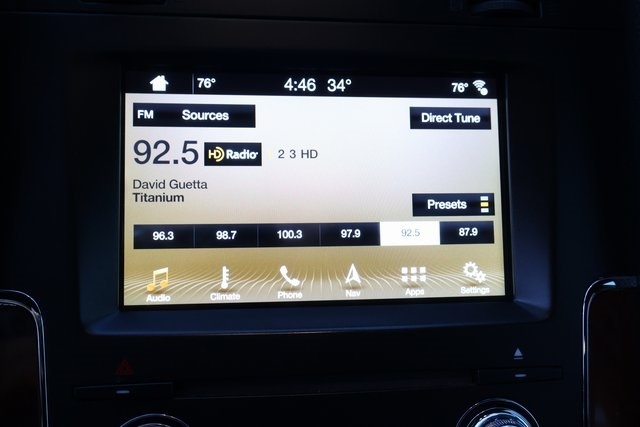 76° 4:46 34° 76°
FM Sources Direct Tune
92.5 HD Radio 2 3 HD
David Guetta
Titanium
Presets
96.3 98.7 100.3 97.9 92.5 87.9
Audio Climate Phone Nav Apps Settings